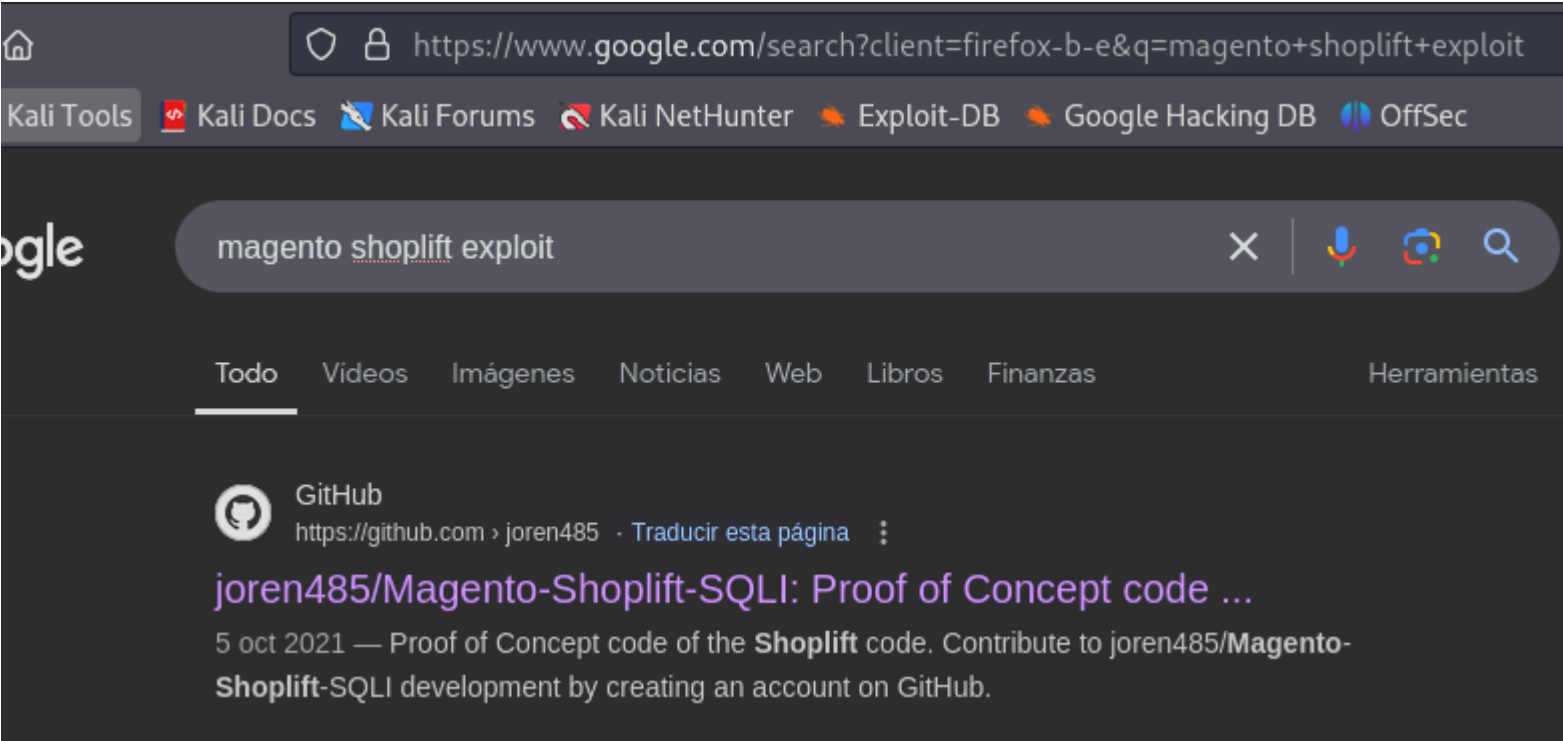 https://www.google.com/search?client=firefox-b-e&q=magento+shoplift+exploit
Kali Tools Kali Docs Kali Forums Kali NetHunter Exploit-DB Google Hacking DB OffSec
ogle magento shoplift exploit
Todo Vídeos Imágenes Noticias Web Libros Finanzas Herramientas
GitHub
https://github.com › joren485 · Traducir esta página
joren485/Magento-Shoplift-SQLI: Proof of Concept code ...
5 oct 2021 — Proof of Concept code of the Shoplift code. Contribute to joren485/Magento-
Shoplift-SQLI development by creating an account on GitHub.